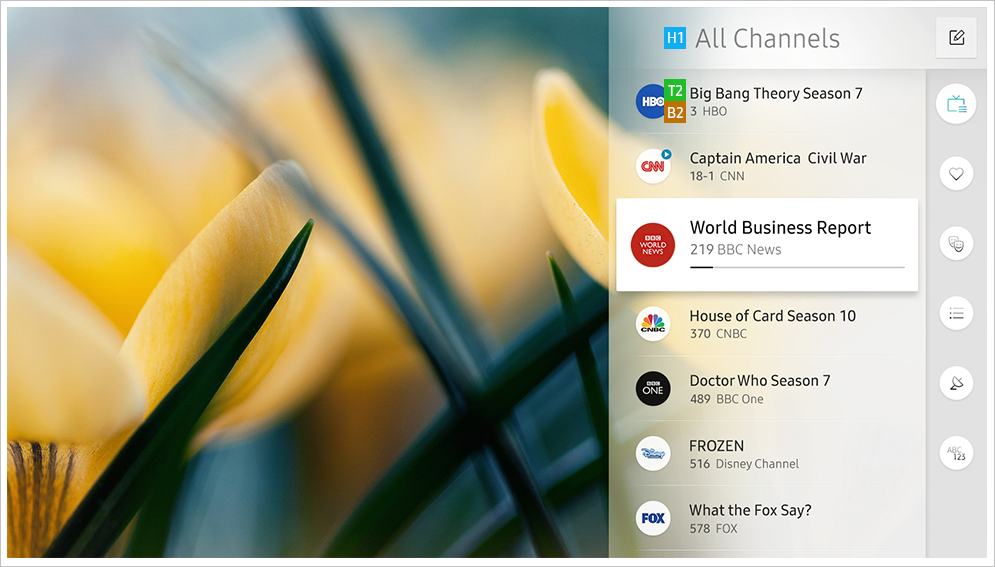 H1 All Channels
HBO
T2
B2
Big Bang Theory Season 7
3 HBO
CNN
Captain America Civil War
18-1 CNN
BBC
WORLD
NEWS
World Business Report
219 BBC News
CNBC
House of Card Season 10
370 CNBC
BBC
ONE
Doctor Who Season 7
489 BBC One
Disney
FROZEN
516 Disney Channel
FOX
What the Fox Say?
578 FOX
ABC
123